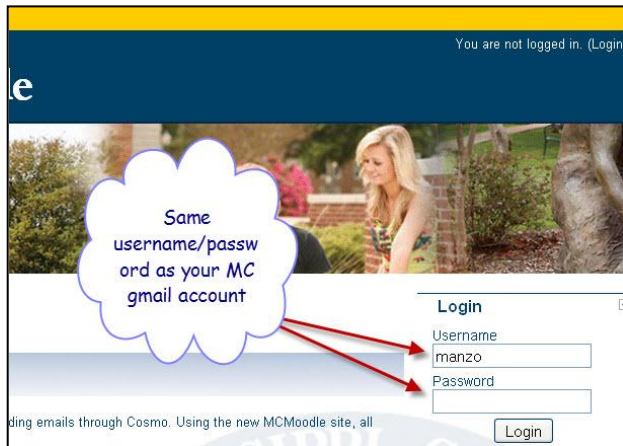 You are not logged in. (Login
le
Same
username/passw
ord as your MC
gmail account
Login
Username
manzo
Password
ding emails through Cosmo. Using the new MCMoodle site, all
Login